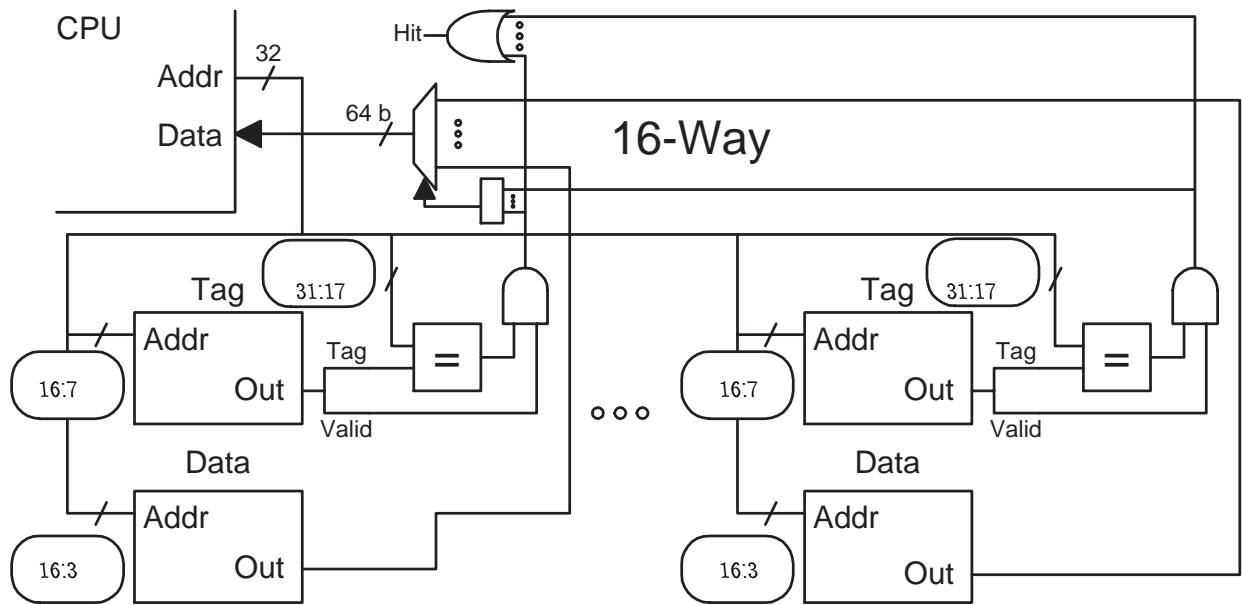 CPU
Hit
32
Addr
64 b
Data
16-Way
Tag
31:17
Tag
31:17
Addr
Tag
=
Addr
Tag
=
16:7
Out
16:7
Out
Valid
Valid
Data
Data
Addr
Addr
16:3
Out
16:3
Out